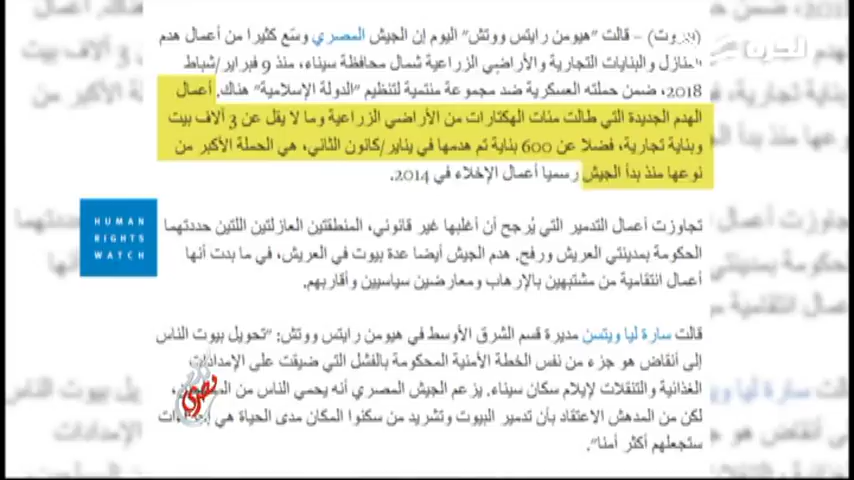 (بيروت) – قالت "هيومن رايتس ووتش" اليوم إن الجيش المصري وسّع كثيرا من أعمال هدم
المنازل والبنايات التجارية والأراضي الزراعية شمال محافظة سيناء، منذ 9 فبراير/شباط
2018، ضمن حملته العسكرية ضد مجموعة منتمية لتنظيم "الدولة الإسلامية" هناك. أعمال
الهدم الجديدة التي طالت مئات الهكتارات من الأراضي الزراعية وما لا يقل عن 3 آلاف بيت
وبناية تجارية، فضلا عن 600 بناية تم هدمها في يناير/كانون الثاني، هي الحملة الأكبر من
نوعها منذ بدأ الجيش رسميا أعمال الإخلاء في 2014.
HUMAN
RIGHTS
WATCH
تجاوزت أعمال التدمير التي يُرجح أن أغلبها غير قانوني، المنطقتين العازلتين اللتين حددتهما
الحكومة بمدينتي العريش ورفح. هدم الجيش أيضا عدة بيوت في العريش، في ما بدت أنها
أعمال انتقامية من مشتبهين بالإرهاب ومعارضين سياسيين وأقاربهم.
قالت سارة ليا ويتسن مديرة قسم الشرق الأوسط في هيومن رايتس ووتش: "تحويل بيوت الناس
إلى أنقاض هو جزء من نفس الخطة الأمنية المحكومة بالفشل التي ضيقت على الإمدادات
الغذائية والتنقلات لإيلام سكان سيناء. يزعم الجيش المصري أنه يحمي الناس من
لكن من المدهش الاعتقاد بأن تدمير البيوت وتشريد من سكنوا المكان مدى الحياة هي
ستجعلهم أكثر أمنا".
الحرة
مصري